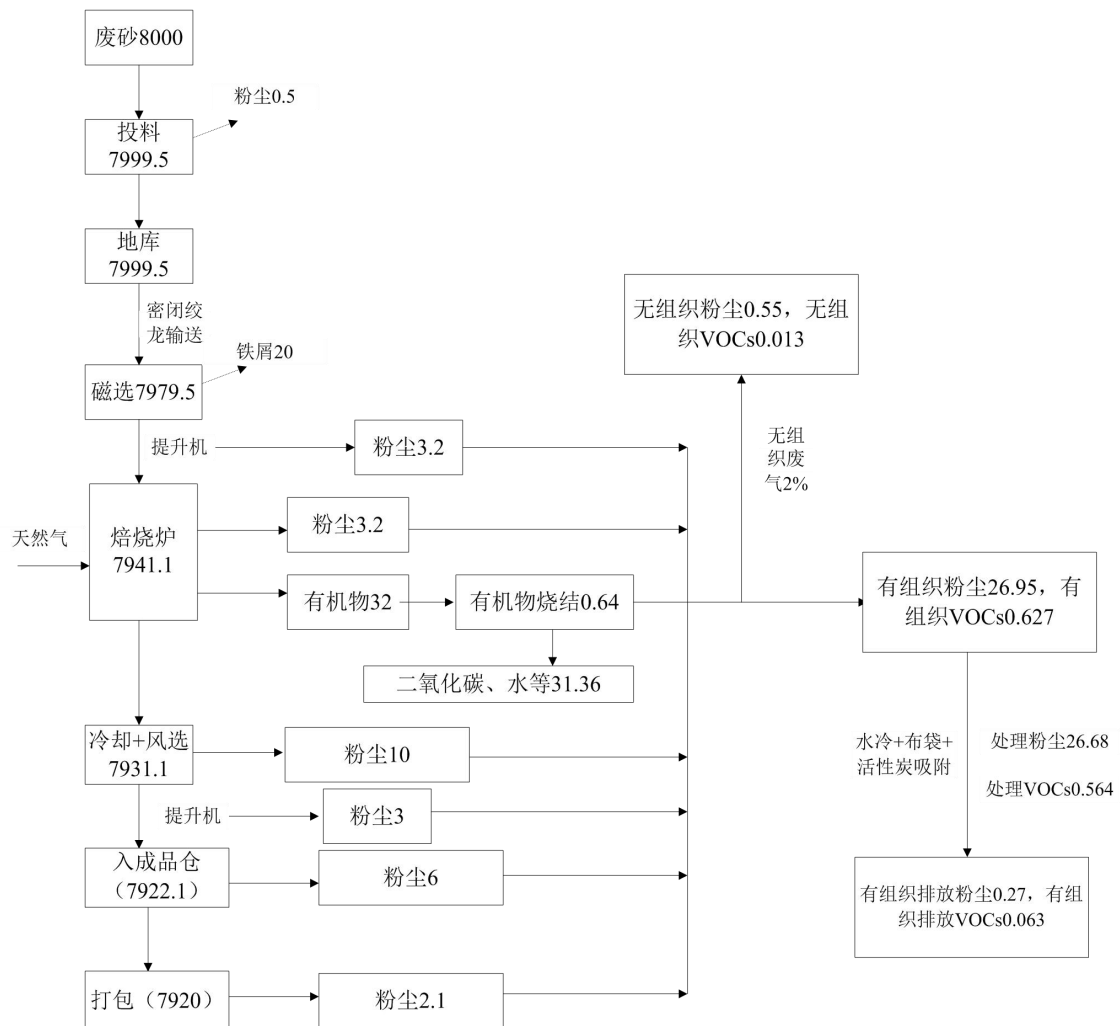 废砂8000
粉尘0.5
投料
7999.5
地库
7999.5
密闭绞
龙输送
铁屑20
磁选7979.5
提升机
粉尘3.2
天然气
焙烧炉
7941.1
粉尘3.2
有机物32
有机物烧结0.64
二氧化碳、水等31.36
无组织粉尘0.55，无组
织VOCs0.013
无组
织废
气2%
有组织粉尘26.95，有
组织VOCs0.627
冷却+风选
7931.1
粉尘10
提升机
粉尘3
入成品仓
（7922.1）
粉尘6
打包（7920）
粉尘2.1
水冷+布袋+
活性炭吸附
处理粉尘26.68
处理VOCs0.564
有组织排放粉尘0.27，有组
织排放VOCs0.063